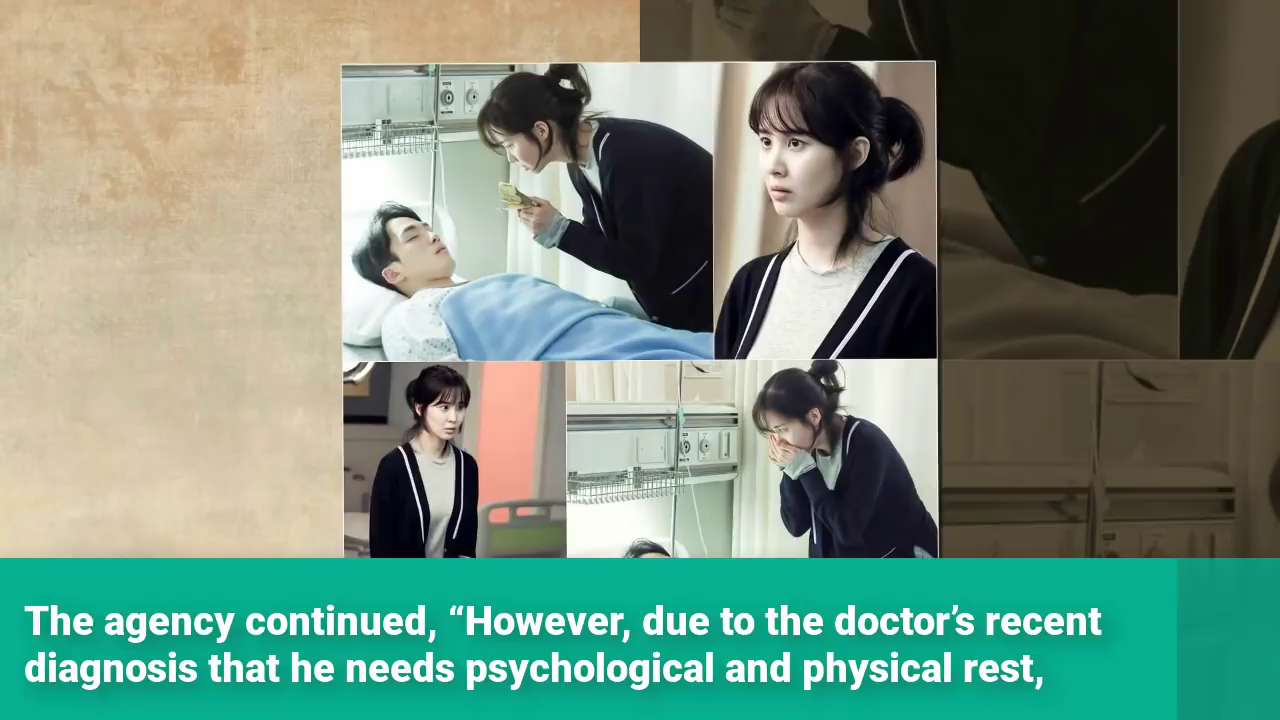 The agency continued, “However, due to the doctor’s recent
diagnosis that he needs psychological and physical rest,